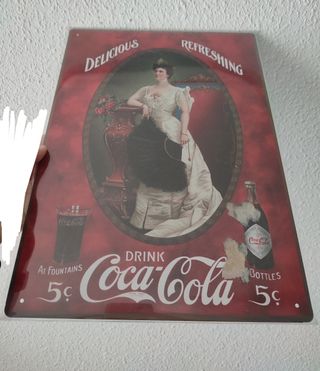 DELICIOUS REFRESHING
DRINK
Coca-Cola
AT FOUNTAINS
5¢
BOTTLES
5¢